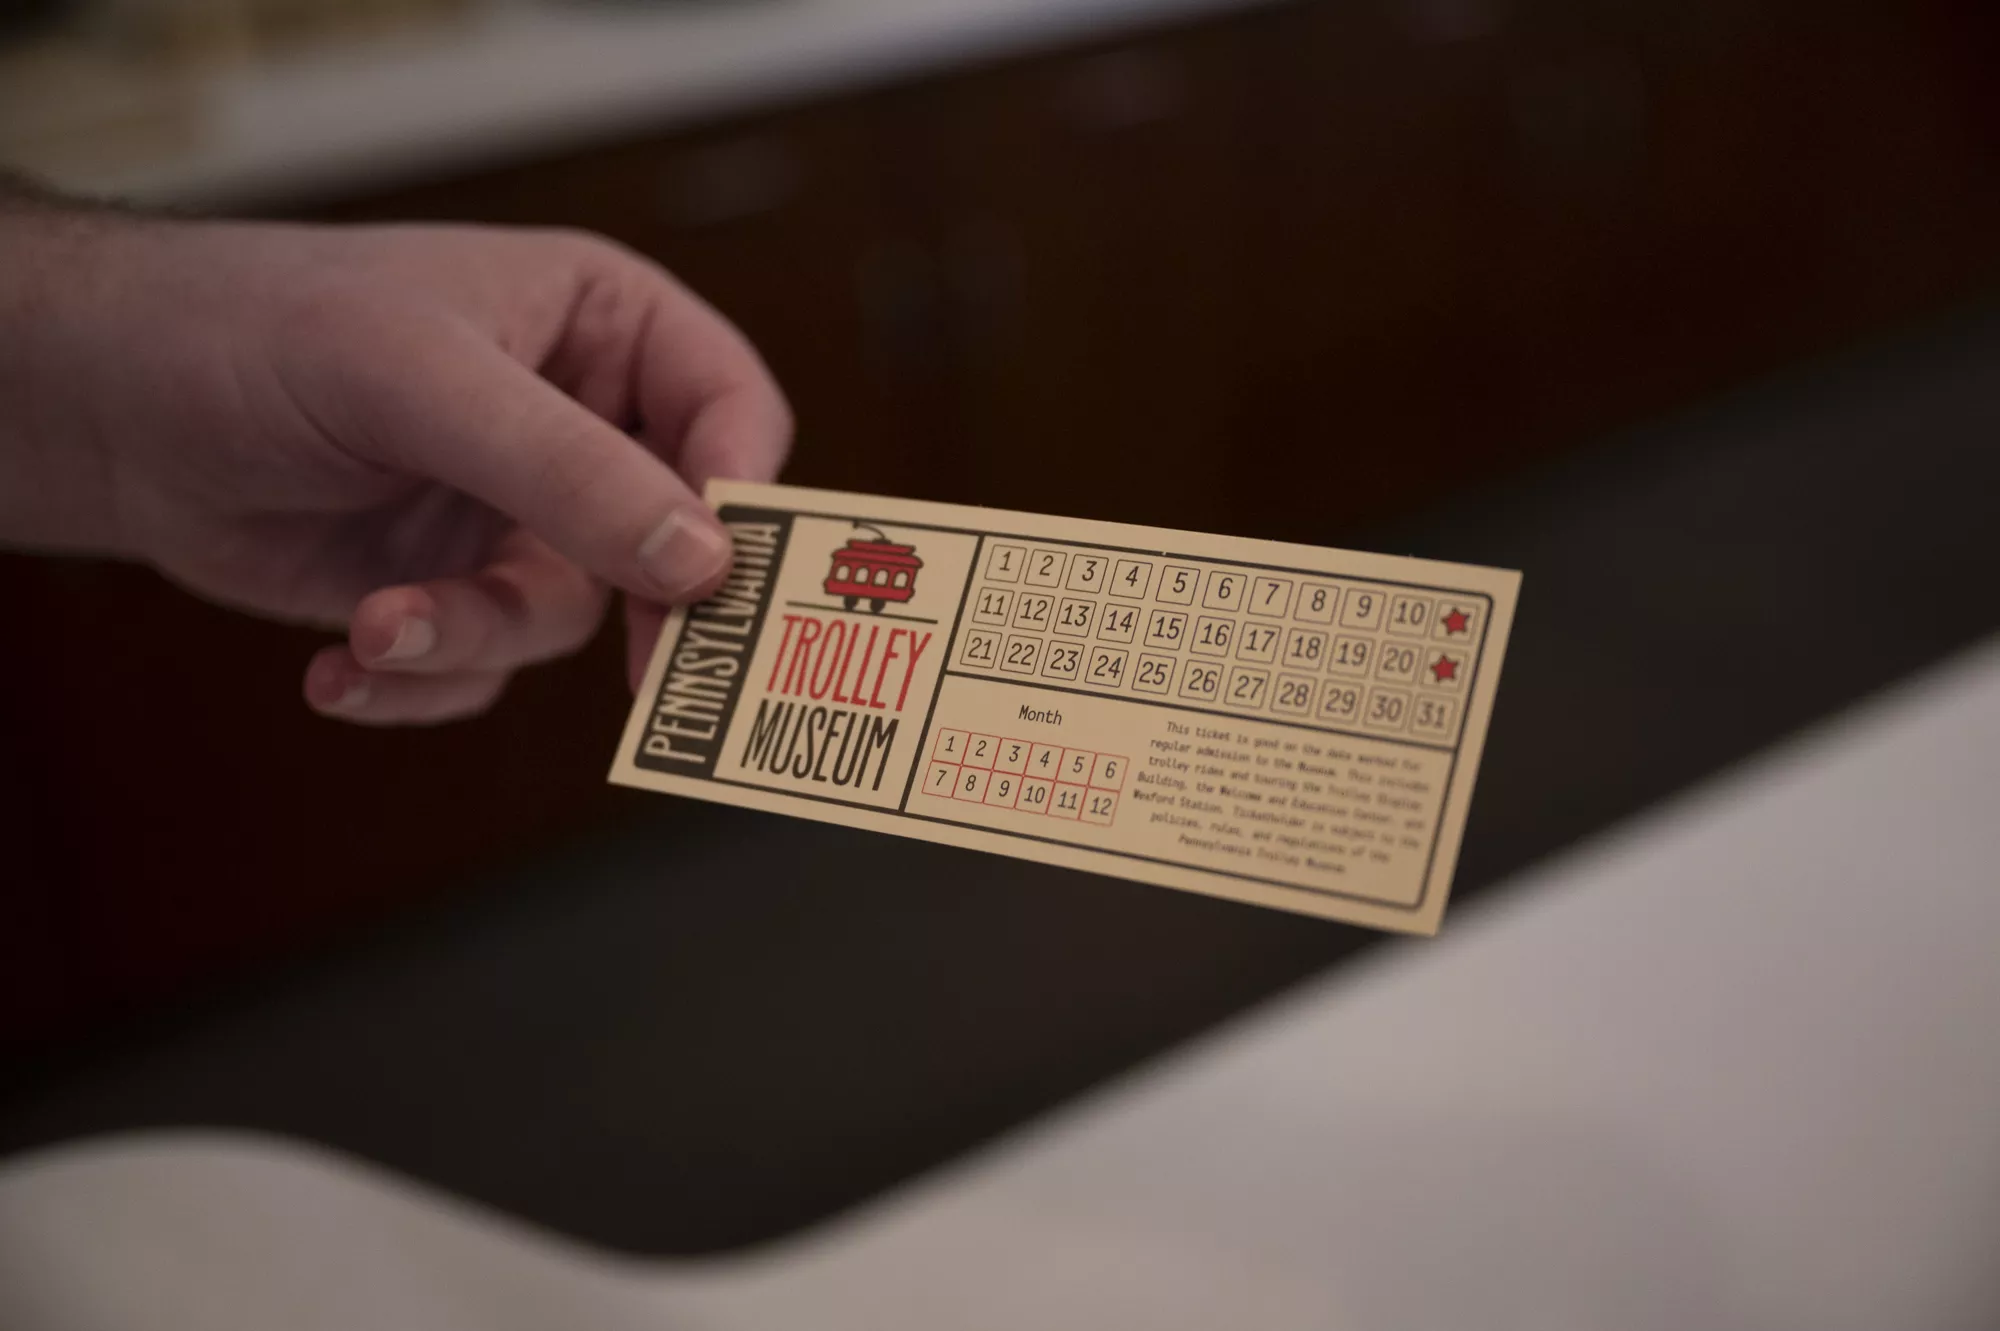 PENNSYLVANIA
TROLLEY
MUSEUM
1 2 3 4 5 6 7 8 9 10
11 12 13 14 15 16 17 18 19 20
21 22 23 24 25 26 27 28 29 30 31
Month
1 2 3 4 5 6
7 8 9 10 11 12
This ticket is good on the date marked for
regular admission to the Museum. This includes
trolley rides and touring the Trolley Display
Building, the Welcome and Education Center, and
Wexford Station. Ticketholder is subject to the
policies, rules, and regulations of the
Pennsylvania Trolley Museum.